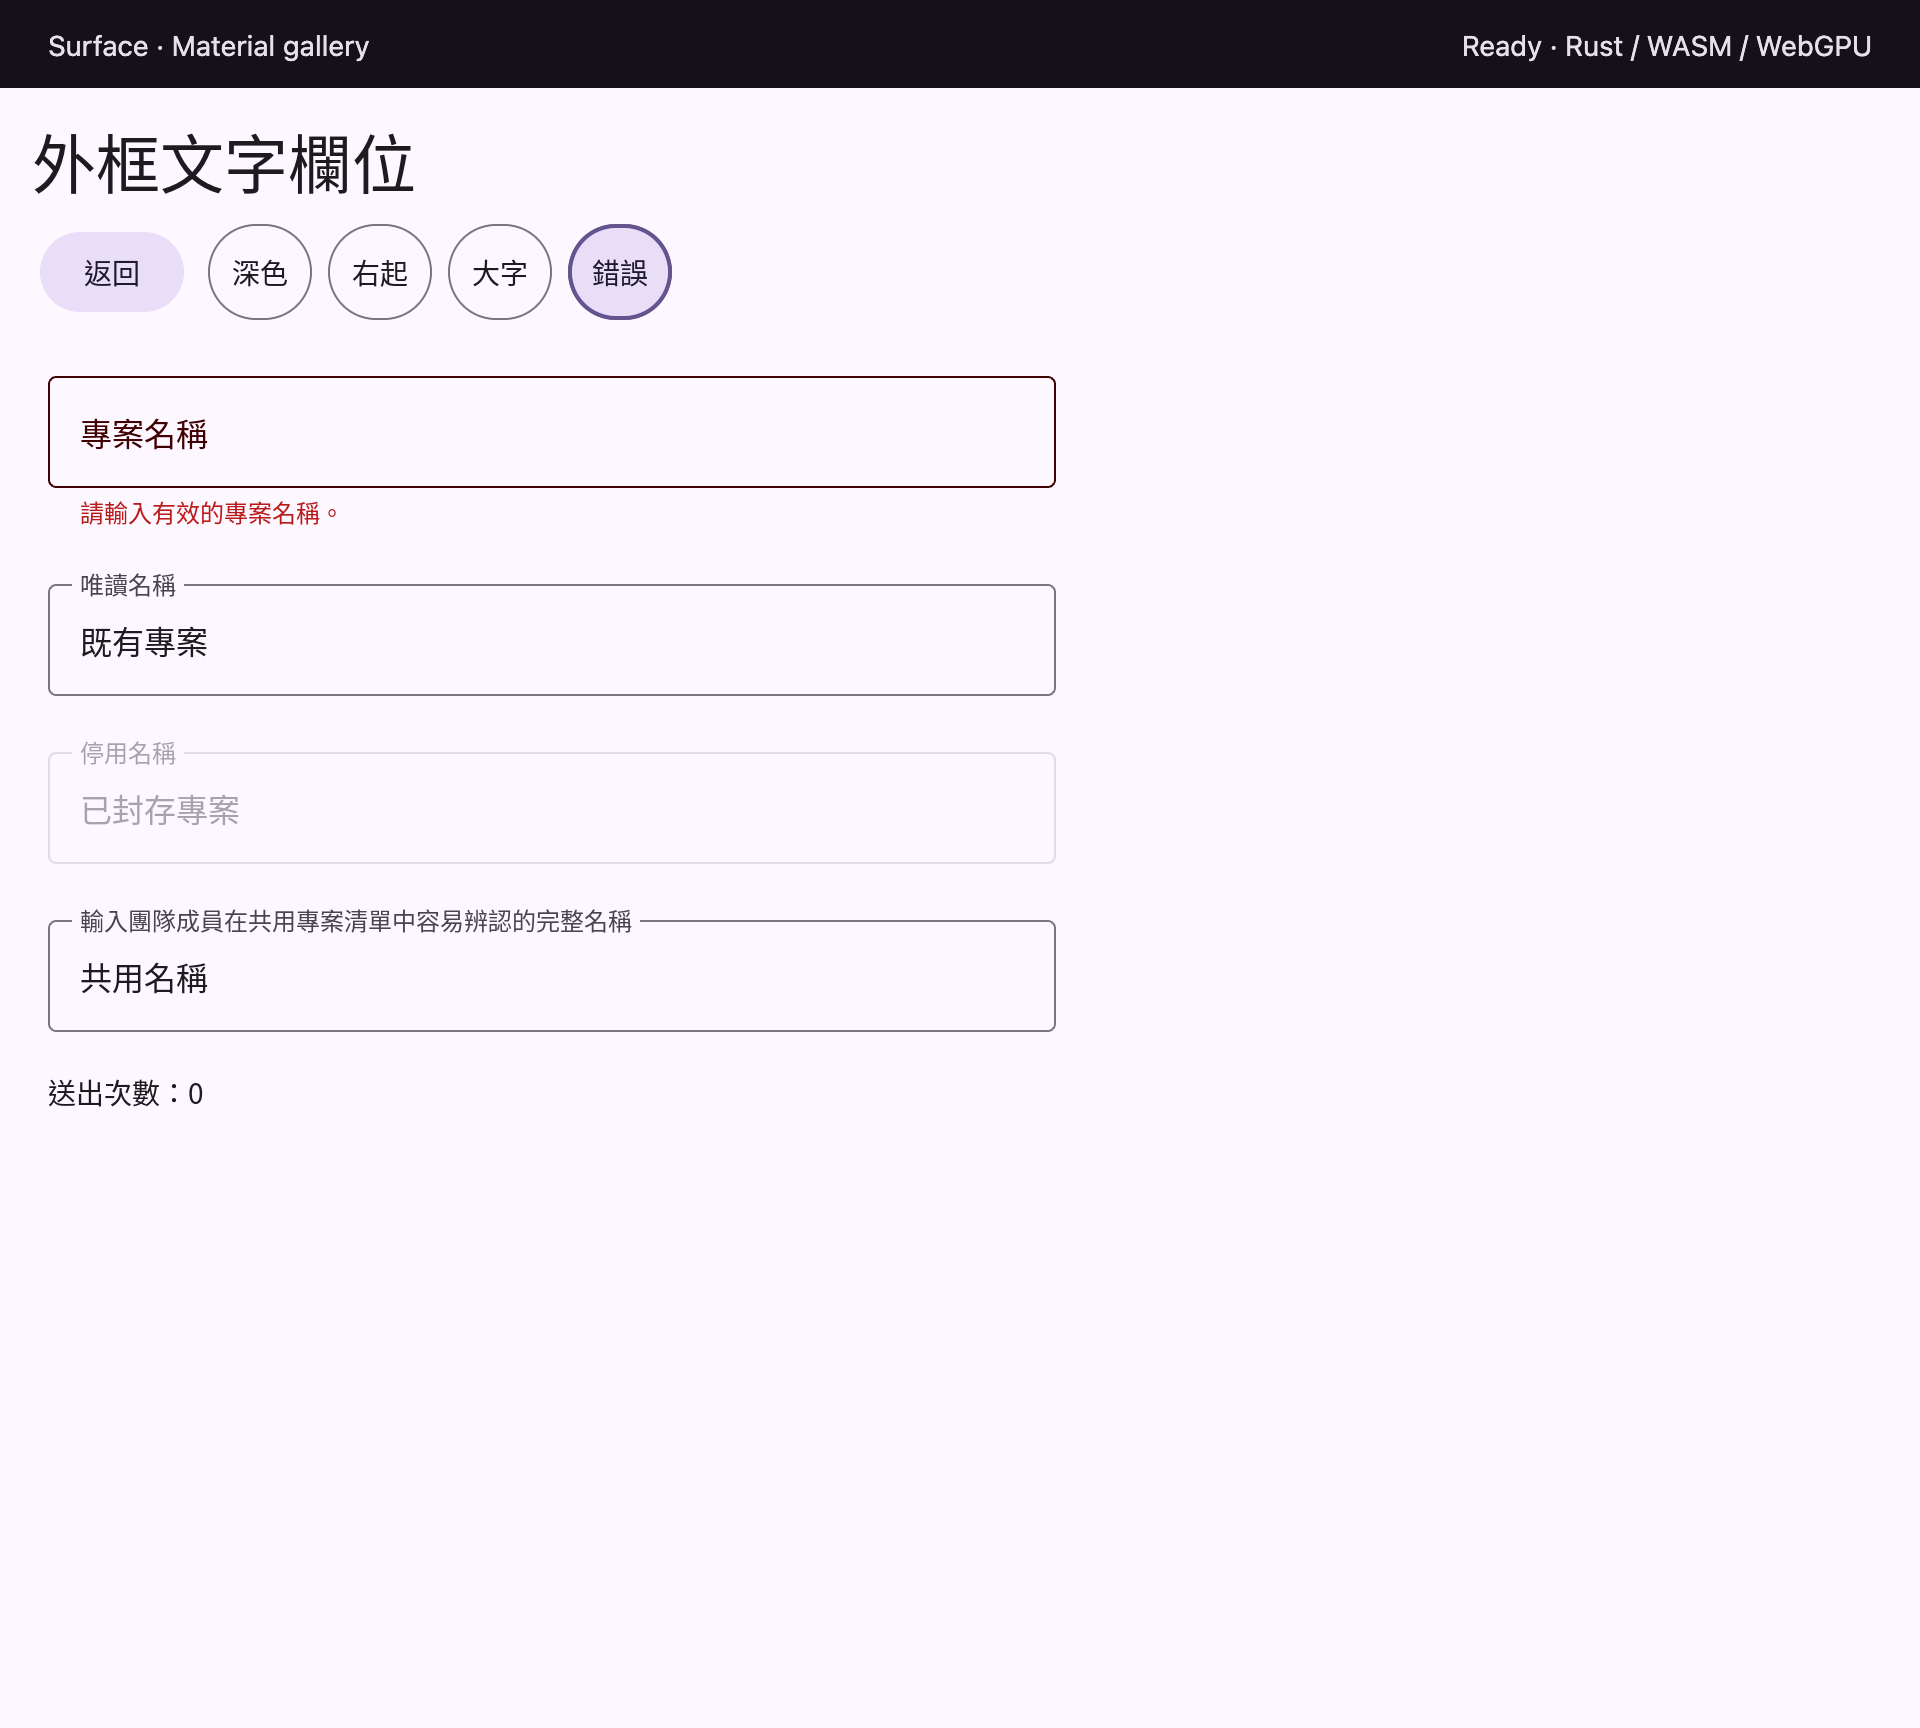 Surface · Material gallery
Ready · Rust / WASM / WebGPU
外框文字欄位
返回
深色
右起
大字
錯誤
專案名稱
請輸入有效的專案名稱。
唯讀名稱
既有專案
停用名稱
已封存專案
輸入團隊成員在共用專案清單中容易辨認的完整名稱
共用名稱
送出次數：0